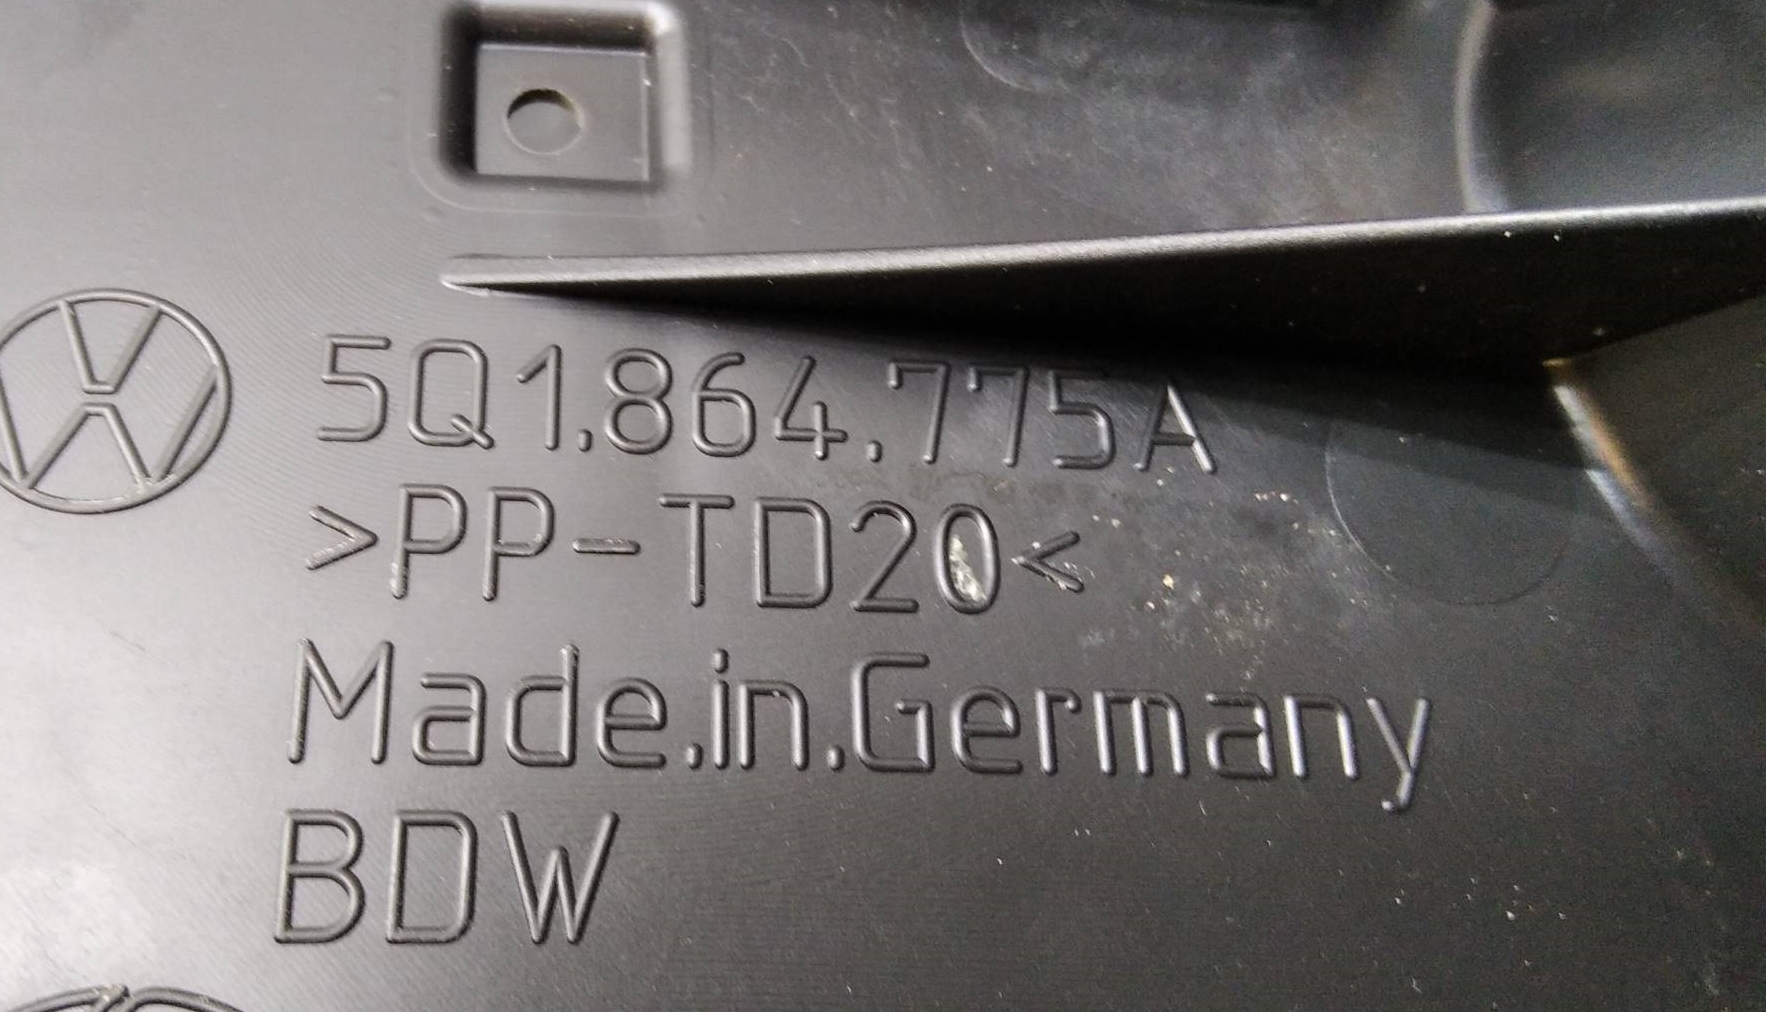 5Q1.864.775A
>PP-TD20<
Made.in.Germany
BDW